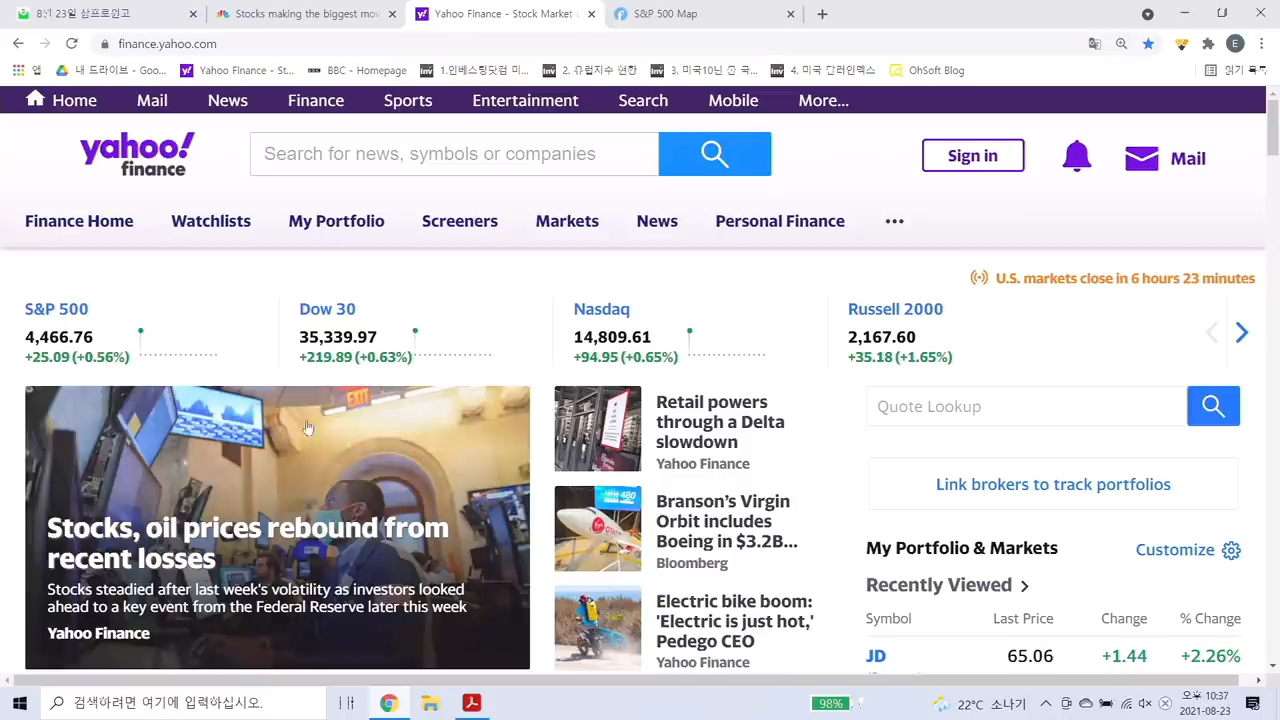 8월 23일 삼프로원고
Stocks making the biggest mov
Yahoo Finance - Stock Market
S&P 500 Map
finance.yahoo.com
앱
내 드라이브 - Goo...
Yahoo Finance - St...
BBC - Homepage
1.인베스팅닷컴 미...
2. 유럽지수 현황
3. 미국10년 준 국...
4. 미국 달러인덱스
OhSoft Blog
읽기 목록
Home
Mail
News
Finance
Sports
Entertainment
Search
Mobile
More...
yahoo!
finance
Search for news, symbols or companies
Sign in
Mail
Finance Home
Watchlists
My Portfolio
Screeners
Markets
News
Personal Finance
U.S. markets close in 6 hours 23 minutes
S&P 500
4,466.76
+25.09 (+0.56%)
Dow 30
35,339.97
+219.89 (+0.63%)
Nasdaq
14,809.61
+94.95 (+0.65%)
Russell 2000
2,167.60
+35.18 (+1.65%)
EXIT
Stocks, oil prices rebound from
recent losses
Stocks steadied after last week's volatility as investors looked
ahead to a key event from the Federal Reserve later this week
Yahoo Finance
Retail powers
through a Delta
slowdown
Yahoo Finance
Branson's Virgin
Orbit includes
Boeing in $3.2B...
Bloomberg
Electric bike boom:
'Electric is just hot,'
Pedego CEO
Yahoo Finance
Quote Lookup
Link brokers to track portfolios
My Portfolio & Markets
Customize
Recently Viewed
Symbol Last Price Change % Change
JD 65.06 +1.44 +2.26%
검색하려면 여기에 입력하십시오.
98%
22°C 소나기
오후 10:37
2021-08-23